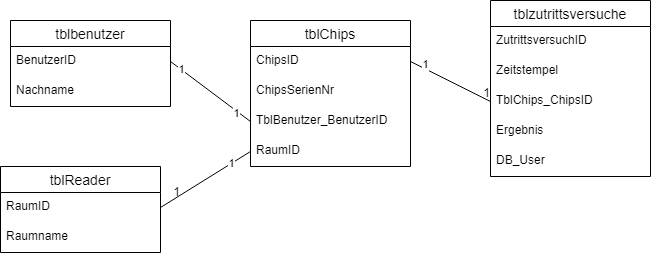 tblbenutzer
BenutzerID
Nachname
tblChips
ChipsID
ChipsSerienNr
TblBenutzer_BenutzerID
RaumID
tblzutrittsversuche
ZutrittsversuchID
Zeitstempel
TblChips_ChipsID
Ergebnis
DB_User
tblReader
RaumID
Raumname
1
1
1
1
1
1